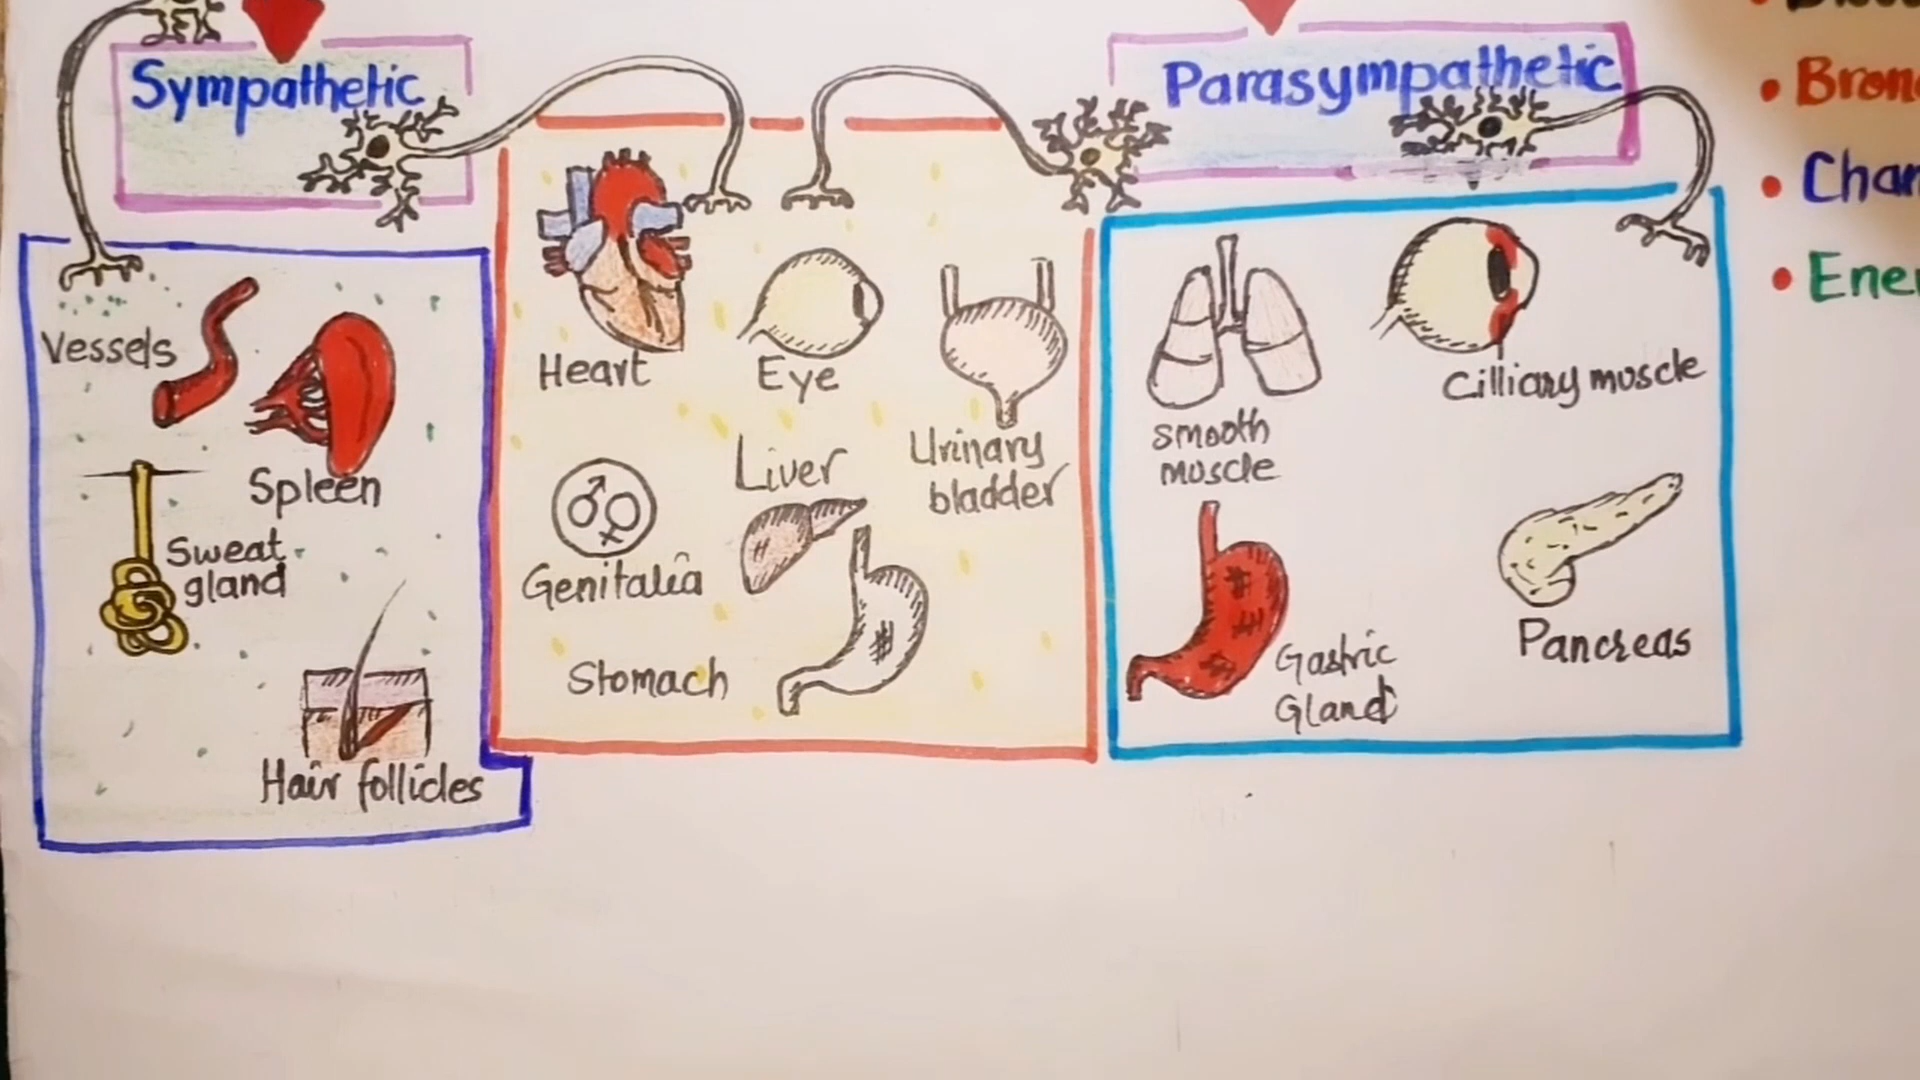 Sympathetic
Parasympathetic
Vessels
Spleen
Sweat
gland
Hair follicles
Heart
Eye
Urinary
bladder
Liver
Genitalia
Stomach
smooth
muscle
Cilliary muscle
Gastric
Gland
Pancreas